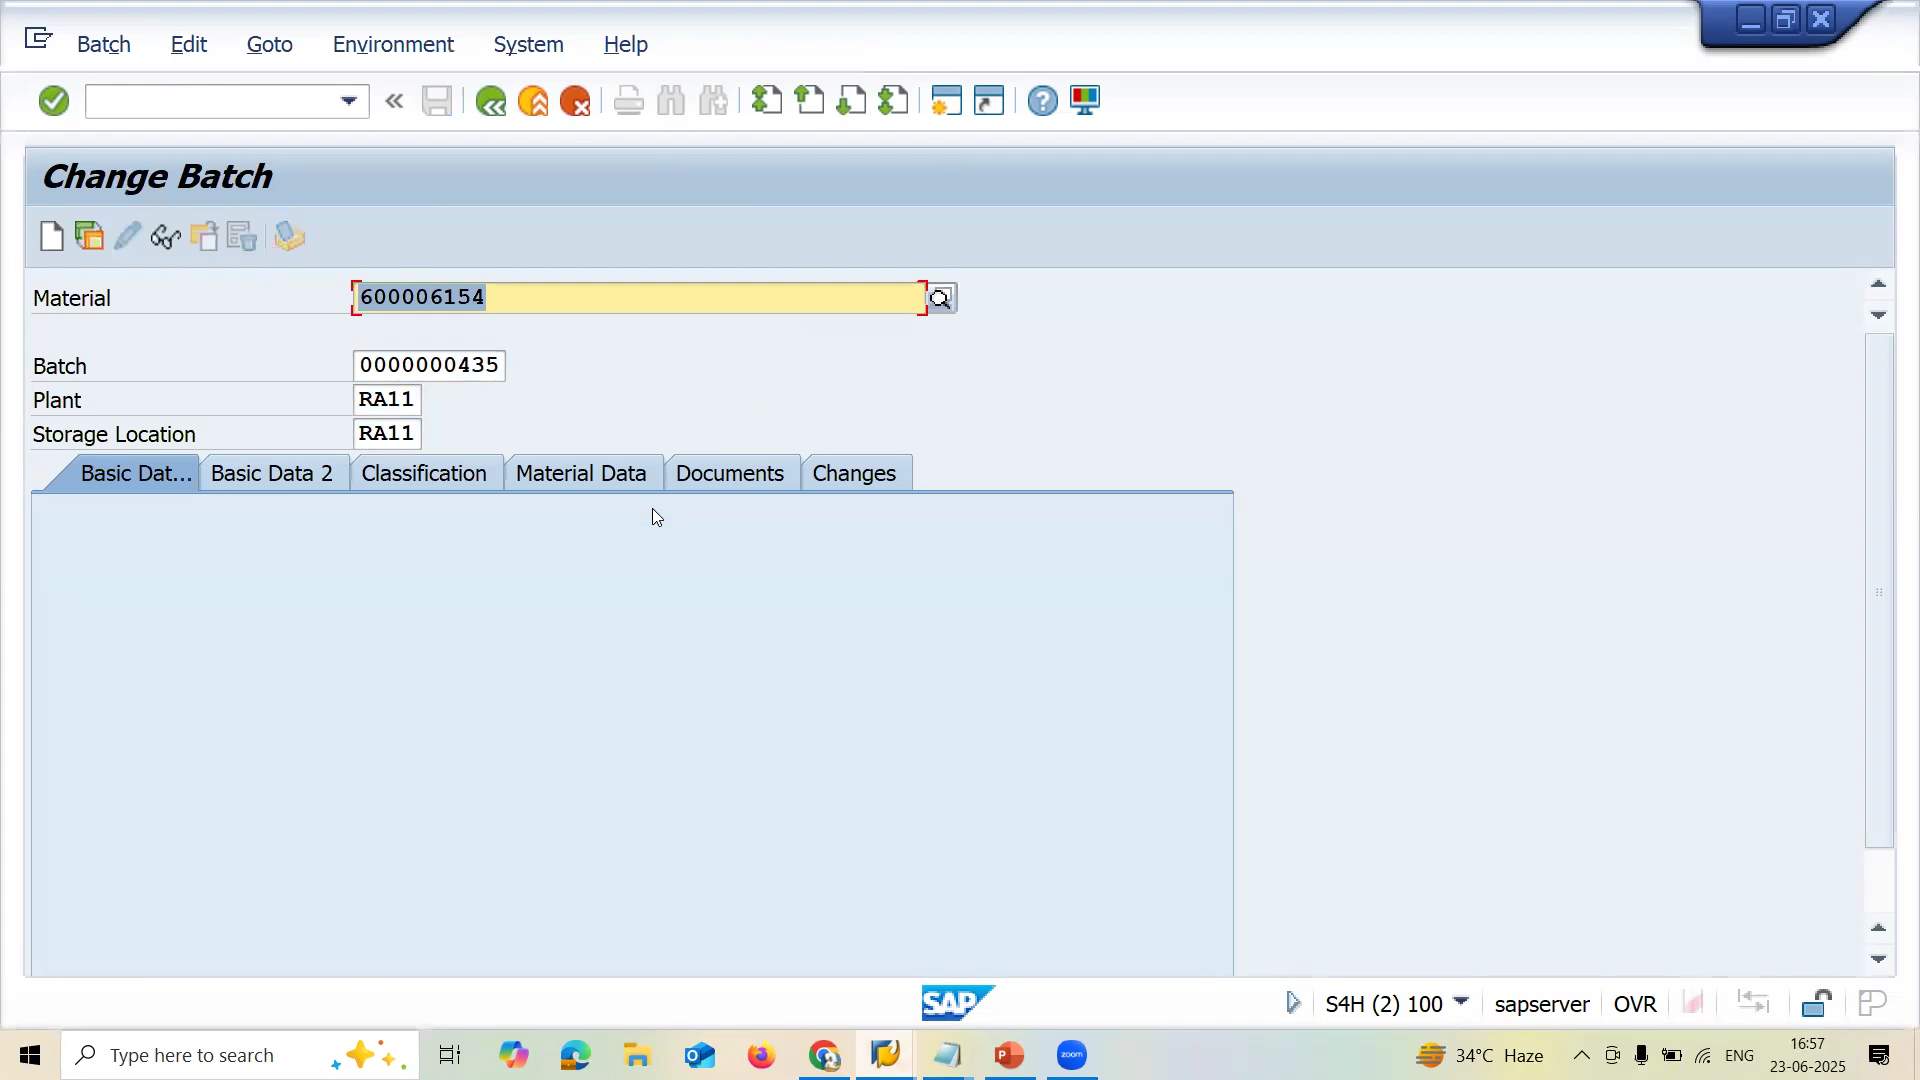 Batch Edit Goto Environment System Help
Change Batch
Material 600006154
Batch 0000000435
Plant RA11
Storage Location RA11
Basic Dat... Basic Data 2 Classification Material Data Documents Changes
SAP S4H (2) 100 sapserver OVR
Type here to search zoom 34°C Haze ENG 16:57
23-06-2025